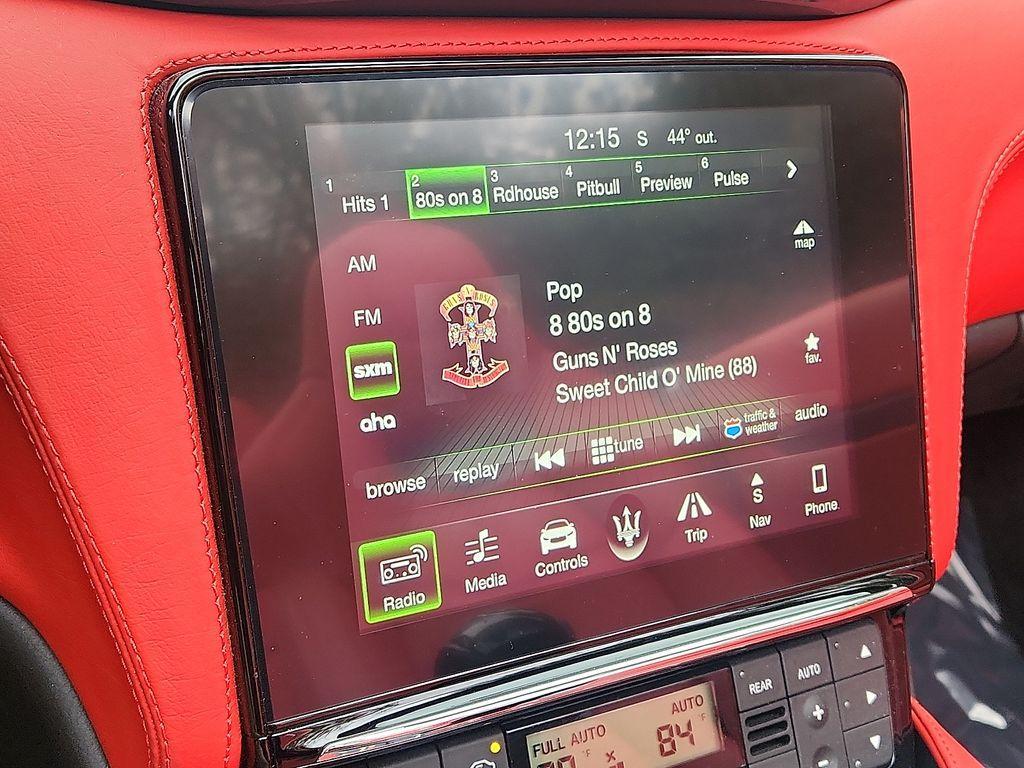 12:15 S 44° out.
1 Hits 1 2 80s on 8 3 Rdhouse 4 Pitbull 5 Preview 6 Pulse
map
AM
FM
sxm
aha
GUNS N' ROSES
Pop
8 80s on 8
Guns N' Roses
Sweet Child O' Mine (88)
fav.
browse replay tune traffic & weather audio
Radio Media Controls Trip S Nav Phone
REAR AUTO
FULL AUTO °F AUTO 84 °F